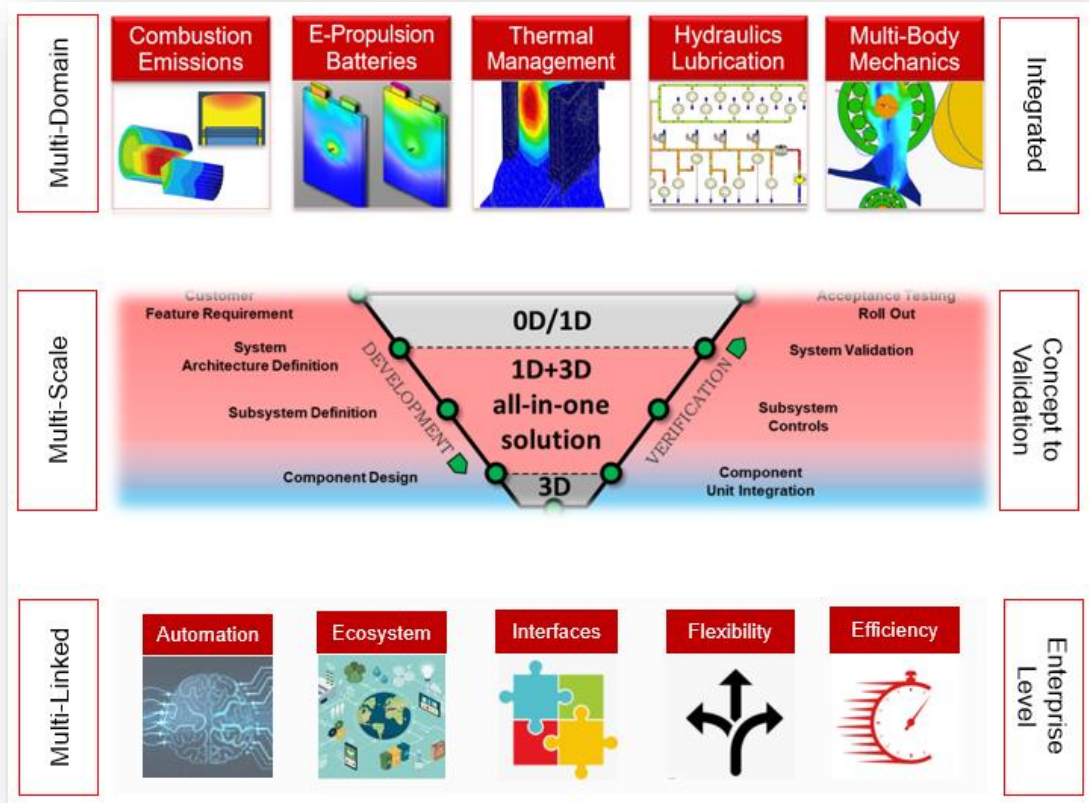 Multi-Domain
Combustion
Emissions
E-Propulsion
Batteries
Thermal
Management
Hydraulics
Lubrication
Multi-Body
Mechanics
Integrated
Multi-Scale
Customer
Feature Requirement
System
Architecture Definition
Subsystem Definition
Component Design
DEVELOPMENT
0D/1D
1D+3D
all-in-one
solution
3D
VERIFICATION
Acceptance Testing
Roll Out
System Validation
Subsystem
Controls
Component
Unit Integration
Concept to
Validation
Multi-Linked
Automation
Ecosystem
Interfaces
Flexibility
Efficiency
Enterprise
Level